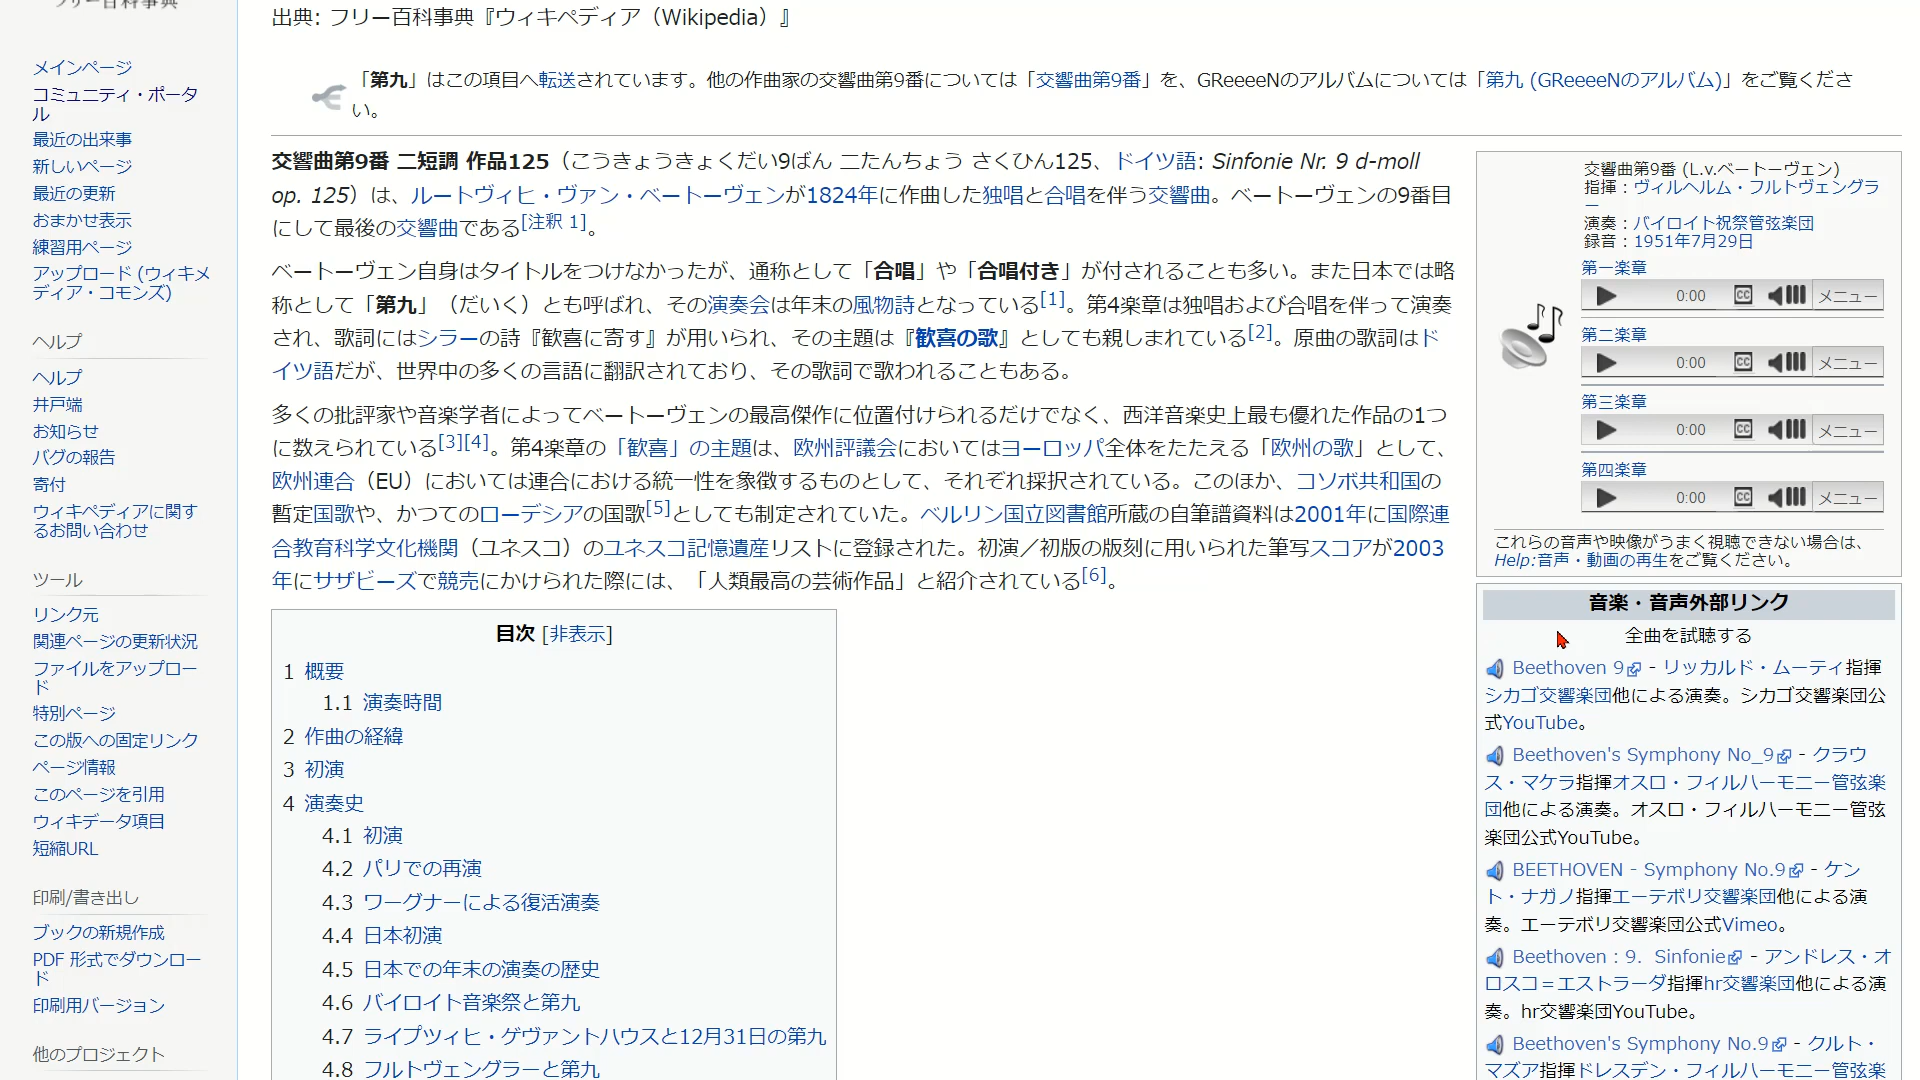 フリー百科事典
メインページ
コミュニティ・ポータ
ル
最近の出来事
新しいページ
最近の更新
おまかせ表示
練習用ページ
アップロード (ウィキメ
ディア・コモンズ)
ヘルプ
ヘルプ
井戸端
お知らせ
バグの報告
寄付
ウィキペディアに関す
るお問い合わせ
ツール
リンク元
関連ページの更新状況
ファイルをアップロー
ド
特別ページ
この版への固定リンク
ページ情報
このページを引用
ウィキデータ項目
短縮URL
印刷/書き出し
ブックの新規作成
PDF 形式でダウンロー
ド
印刷用バージョン
他のプロジェクト
出典: フリー百科事典『ウィキペディア（Wikipedia）』
「第九」はこの項目へ転送されています。他の作曲家の交響曲第9番については「交響曲第9番」を、GReeeeNのアルバムについては「第九 (GReeeeNのアルバム)」をご覧くださ
い。
交響曲第9番 ニ短調 作品125（こうきょうきょくだい9ばん ニたんちょう さくひん125、ドイツ語: Sinfonie Nr. 9 d-moll
op. 125）は、ルートヴィヒ・ヴァン・ベートーヴェンが1824年に作曲した独唱と合唱を伴う交響曲。ベートーヴェンの9番目
にして最後の交響曲である[注釈 1]。
ベートーヴェン自身はタイトルをつけなかったが、通称として「合唱」や「合唱付き」が付されることも多い。また日本では略
称として「第九」（だいく）とも呼ばれ、その演奏会は年末の風物詩となっている[1]。第4楽章は独唱および合唱を伴って演奏
され、歌詞にはシラーの詩『歓喜に寄す』が用いられ、その主題は『歓喜の歌』としても親しまれている[2]。原曲の歌詞はド
イツ語だが、世界中の多くの言語に翻訳されており、その歌詞で歌われることもある。
多くの批評家や音楽学者によってベートーヴェンの最高傑作に位置付けられるだけでなく、西洋音楽史上最も優れた作品の1つ
に数えられている[3][4]。第4楽章の「歓喜」の主題は、欧州評議会においてはヨーロッパ全体をたたえる「欧州の歌」として、
欧州連合（EU）においては連合における統一性を象徴するものとして、それぞれ採択されている。このほか、コソボ共和国の
暫定国歌や、かつてのローデシアの国歌[5]としても制定されていた。ベルリン国立図書館所蔵の自筆譜資料は2001年に国際連
合教育科学文化機関（ユネスコ）のユネスコ記憶遺産リストに登録された。初演／初版の版刻に用いられた筆写スコアが2003
年にサザビーズで競売にかけられた際には、「人類最高の芸術作品」と紹介されている[6]。
目次 [非表示]
1 概要
1.1 演奏時間
2 作曲の経緯
3 初演
4 演奏史
4.1 初演
4.2 パリでの再演
4.3 ワーグナーによる復活演奏
4.4 日本初演
4.5 日本での年末の演奏の歴史
4.6 バイロイト音楽祭と第九
4.7 ライプツィヒ・ゲヴァントハウスと12月31日の第九
4.8 フルトヴェングラーと第九
交響曲第9番 (L.v.ベートーヴェン)
指揮：ヴィルヘルム・フルトヴェングラ
ー
演奏：バイロイト祝祭管弦楽団
録音：1951年7月29日
第一楽章
0:00 CC メニュー
第二楽章
0:00 CC メニュー
第三楽章
0:00 CC メニュー
第四楽章
0:00 CC メニュー
これらの音声や映像がうまく視聴できない場合は、
Help:音声・動画の再生をご覧ください。
音楽・音声外部リンク
全曲を試聴する
Beethoven 9 - リッカルド・ムーティ指揮
シカゴ交響楽団他による演奏。シカゴ交響楽団公
式YouTube。
Beethoven's Symphony No_9 - クラウ
ス・マケラ指揮オスロ・フィルハーモニー管弦楽
団他による演奏。オスロ・フィルハーモニー管弦
楽団公式YouTube。
BEETHOVEN - Symphony No.9 - ケン
ト・ナガノ指揮エーテボリ交響楽団他による演
奏。エーテボリ交響楽団公式Vimeo。
Beethoven : 9. Sinfonie - アンドレス・オ
ロスコ＝エストラーダ指揮hr交響楽団他による演
奏。hr交響楽団YouTube。
Beethoven's Symphony No.9 - クルト・
マズア指揮ドレスデン・フィルハーモニー管弦楽